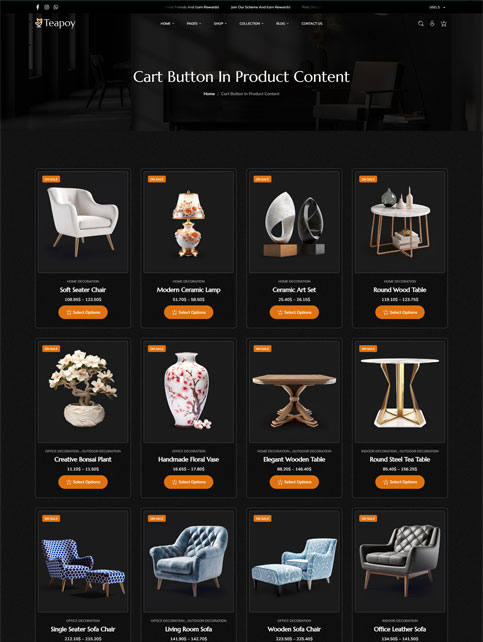 t Friends And Earn Rewards!
Join Our Scheme And Earn Rewards!
USD, $
Teapoy
HOME
PAGES
SHOP
COLLECTION
BLOG
CONTACT US
Cart Button In Product Content
Home / Cart Button In Product Content
ON SALE
ON SALE
ON SALE
ON SALE
HOME DECORATION
HOME DECORATION
HOME DECORATION
HOME DECORATION
Soft Seater Chair
Modern Ceramic Lamp
Ceramic Art Set
Round Wood Table
108.95$ - 123.50$
51.70$ - 58.50$
25.40$ - 26.15$
119.10$ - 123.75$
Select Options
Select Options
Select Options
Select Options
ON SALE
ON SALE
ON SALE
ON SALE
OFFICE DECORATION , OUTDOOR DECORATION
OFFICE DECORATION
HOME DECORATION , OUTDOOR DECORATION
INDOOR DECORATION , OUTDOOR DECORATION
Creative Bonsai Plant
Handmade Floral Vase
Elegant Wooden Table
Round Steel Tea Table
11.10$ - 11.50$
16.65$ - 17.60$
88.20$ - 146.40$
85.40$ - 156.25$
Select Options
Select Options
Select Options
Select Options
ON SALE
ON SALE
ON SALE
ON SALE
HOME DECORATION
OFFICE DECORATION , OUTDOOR DECORATION
OFFICE DECORATION
INDOOR DECORATION
Single Seater Sofa Chair
Living Room Sofa
Wooden Sofa Chair
Office Leather Sofa
212.10$ - 215.20$
141.90$ - 142.70$
223.50$ - 225.40$
134.50$ - 141.50$